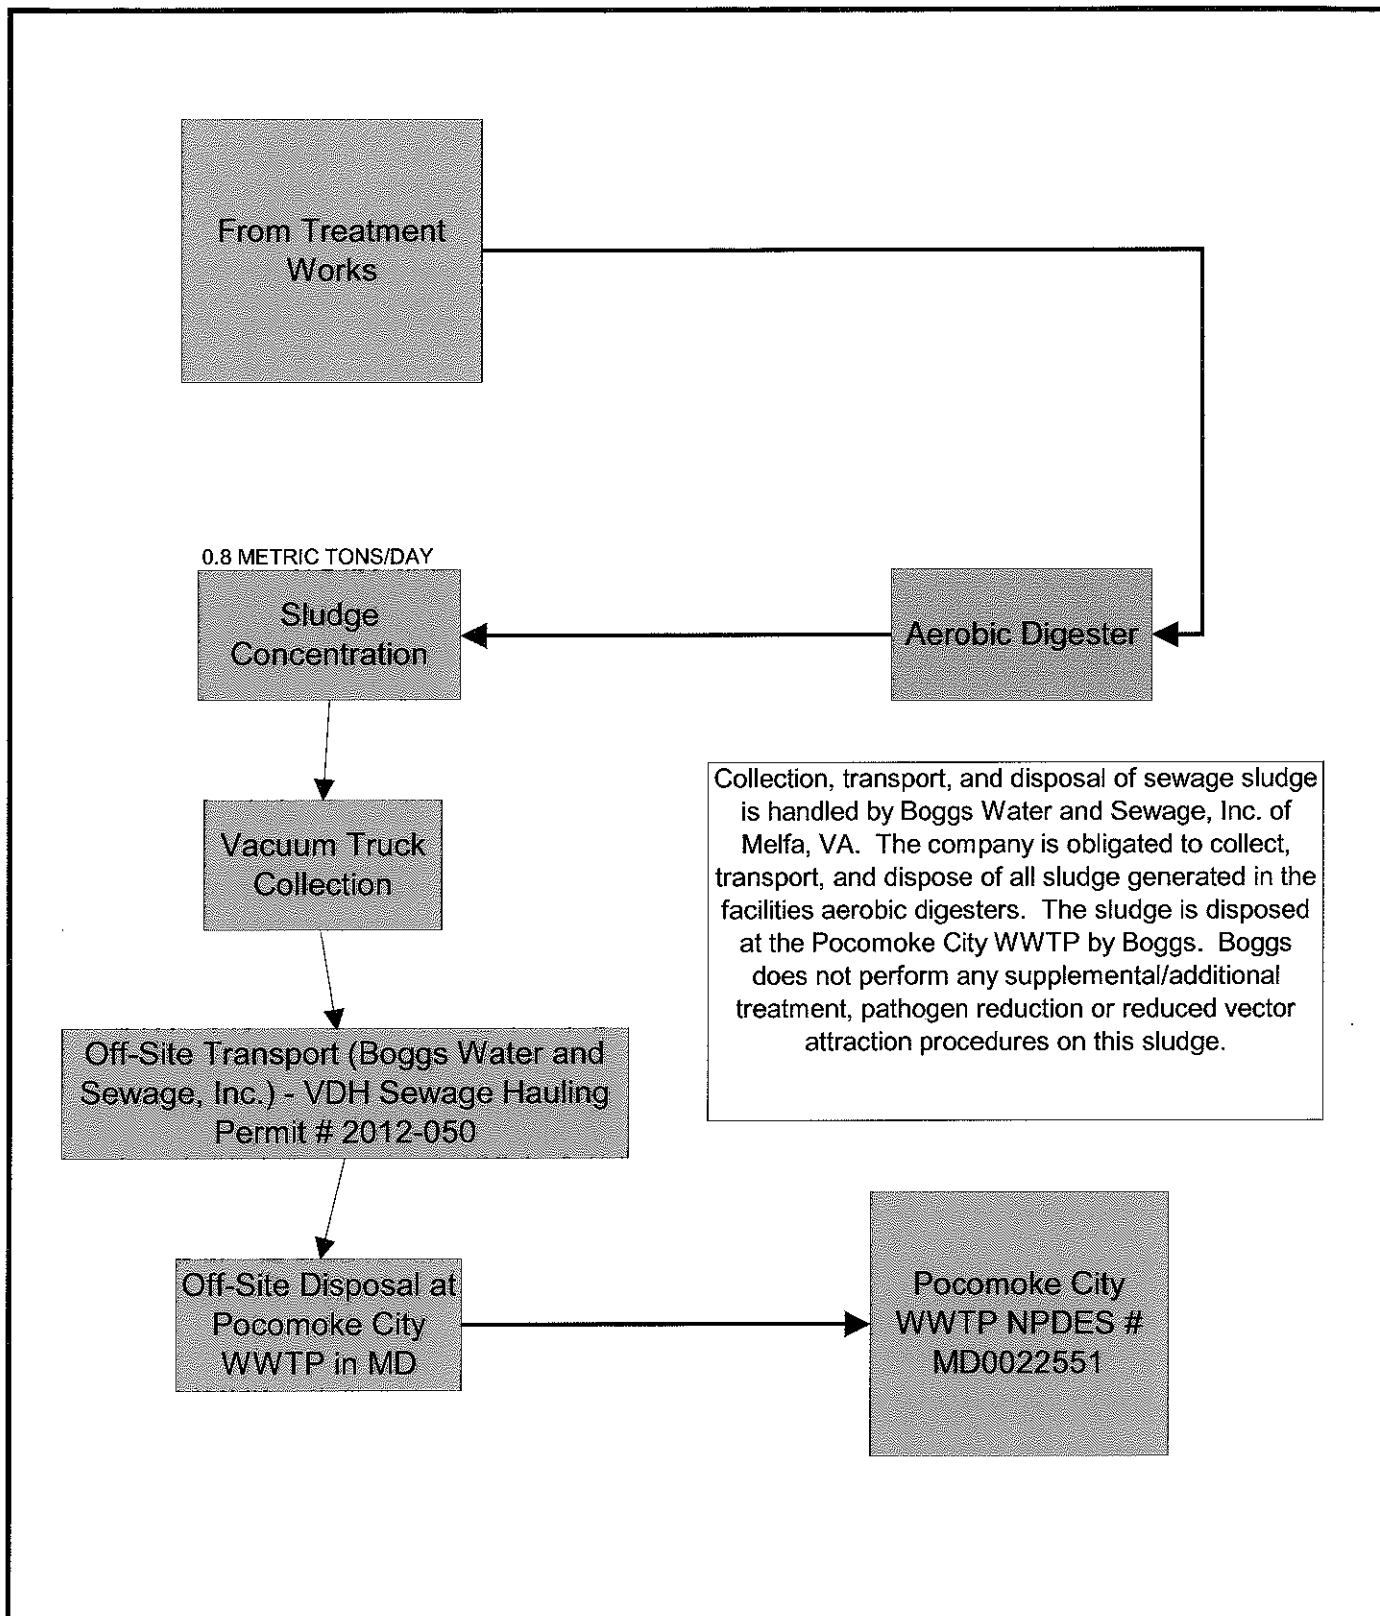 From Treatment
Works
0.8 METRIC TONS/DAY
Sludge
Concentration
Aerobic Digester
Vacuum Truck
Collection
Collection, transport, and disposal of sewage sludge
is handled by Boggs Water and Sewage, Inc. of
Melfa, VA. The company is obligated to collect,
transport, and dispose of all sludge generated in the
facilities aerobic digesters. The sludge is disposed
at the Pocomoke City WWTP by Boggs. Boggs
does not perform any supplemental/additional
treatment, pathogen reduction or reduced vector
attraction procedures on this sludge.
Off-Site Transport (Boggs Water and
Sewage, Inc.) - VDH Sewage Hauling
Permit # 2012-050
Off-Site Disposal at
Pocomoke City
WWTP in MD
Pocomoke City
WWTP NPDES #
MD0022551